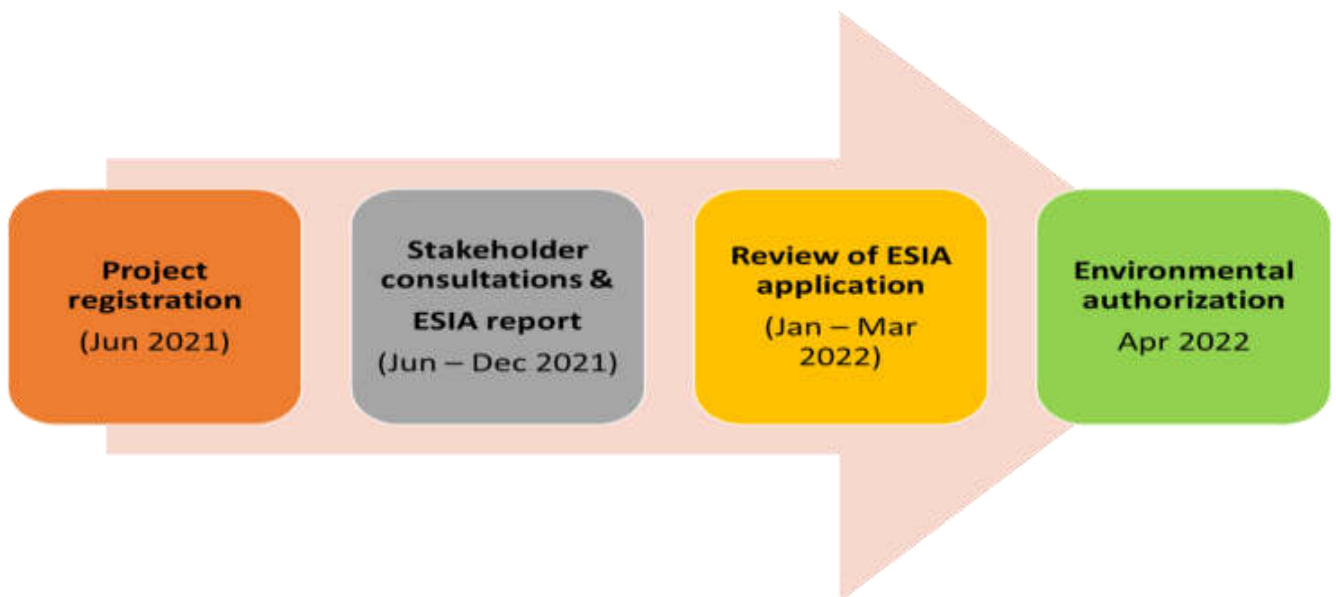 Project
registration
(Jun 2021)
Stakeholder
consultations &
ESIA report
(Jun – Dec 2021)
Review of ESIA
application
(Jan – Mar
2022)
Environmental
authorization
Apr 2022